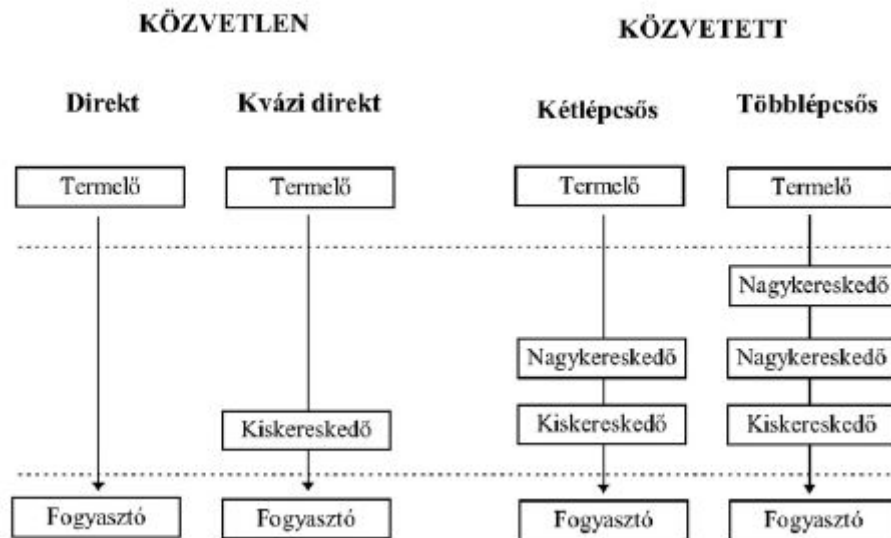 KÖZVETLEN
KÖZVETETT
Direkt
Kvázi direkt
Kétlépcsős
Többlépcsős
Termelő
Termelő
Termelő
Termelő
Nagykereskedő
Nagykereskedő
Nagykereskedő
Kiskereskedő
Kiskereskedő
Kiskereskedő
Fogyasztó
Fogyasztó
Fogyasztó
Fogyasztó